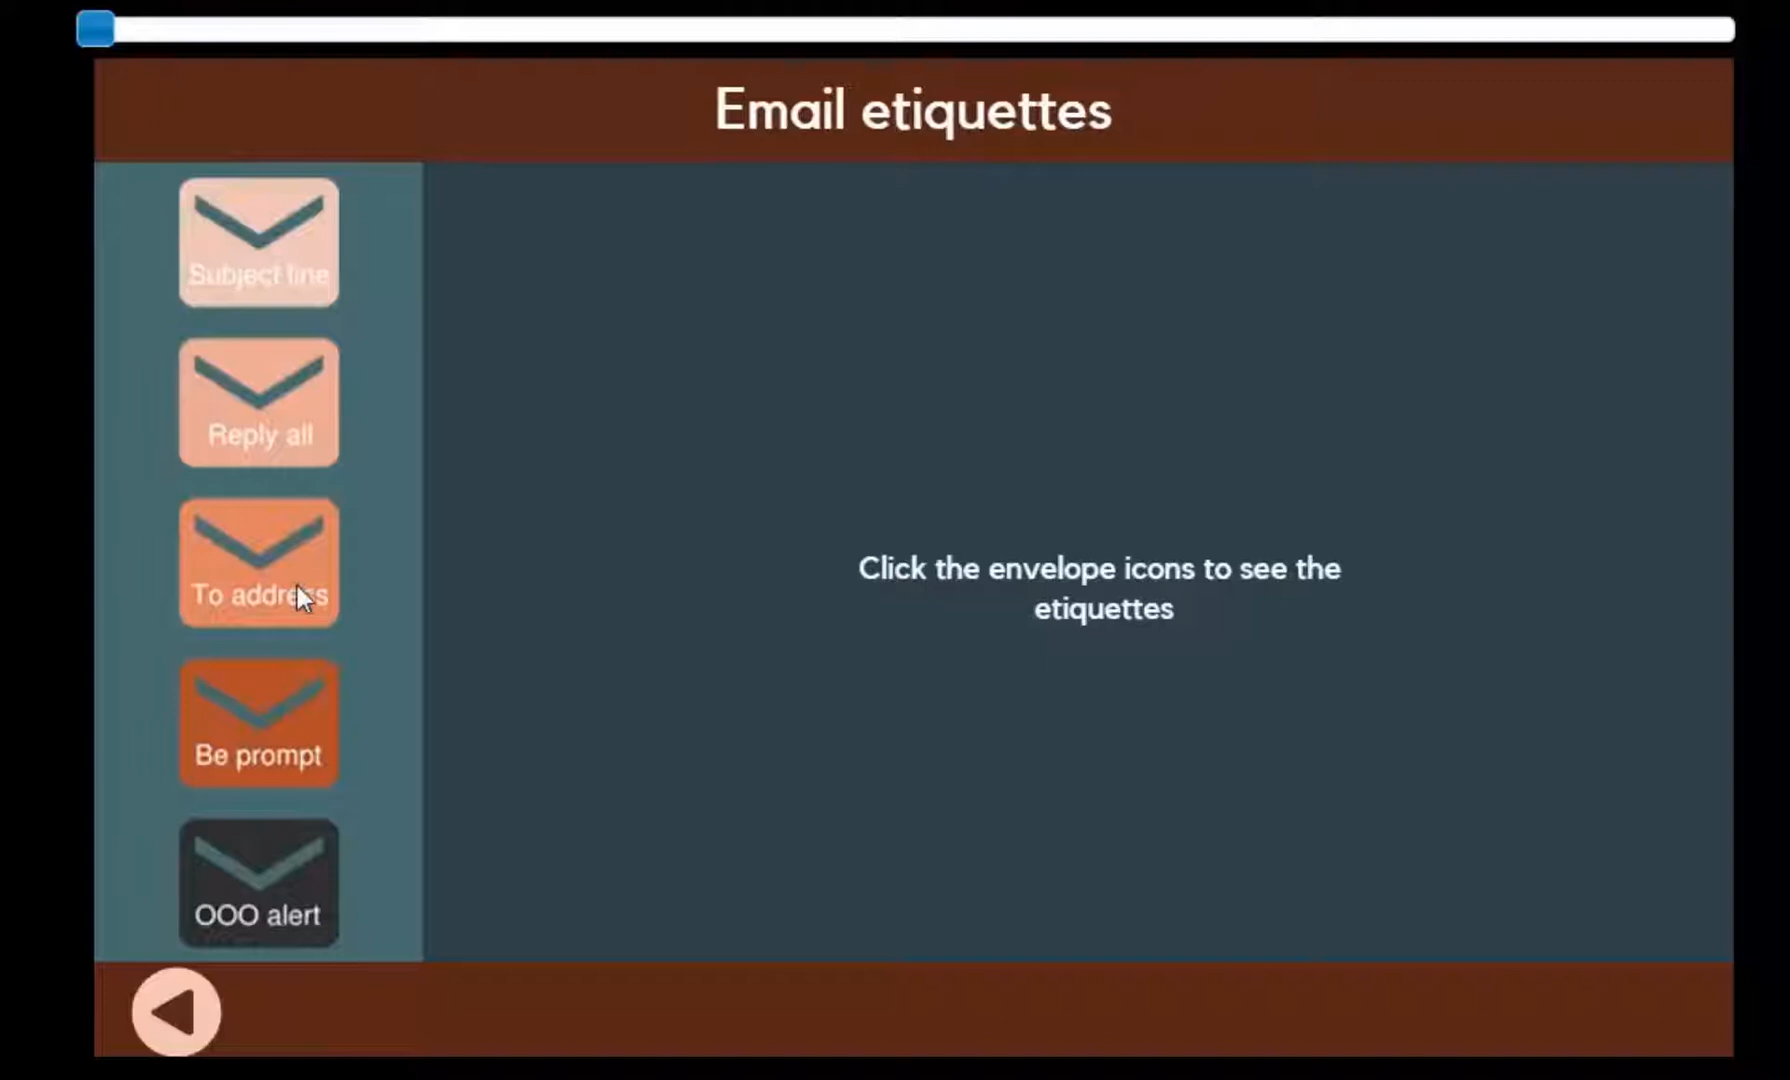 Email etiquettes
Subject line
Reply all
To address
Be prompt
OOO alert
Click the envelope icons to see the
etiquettes